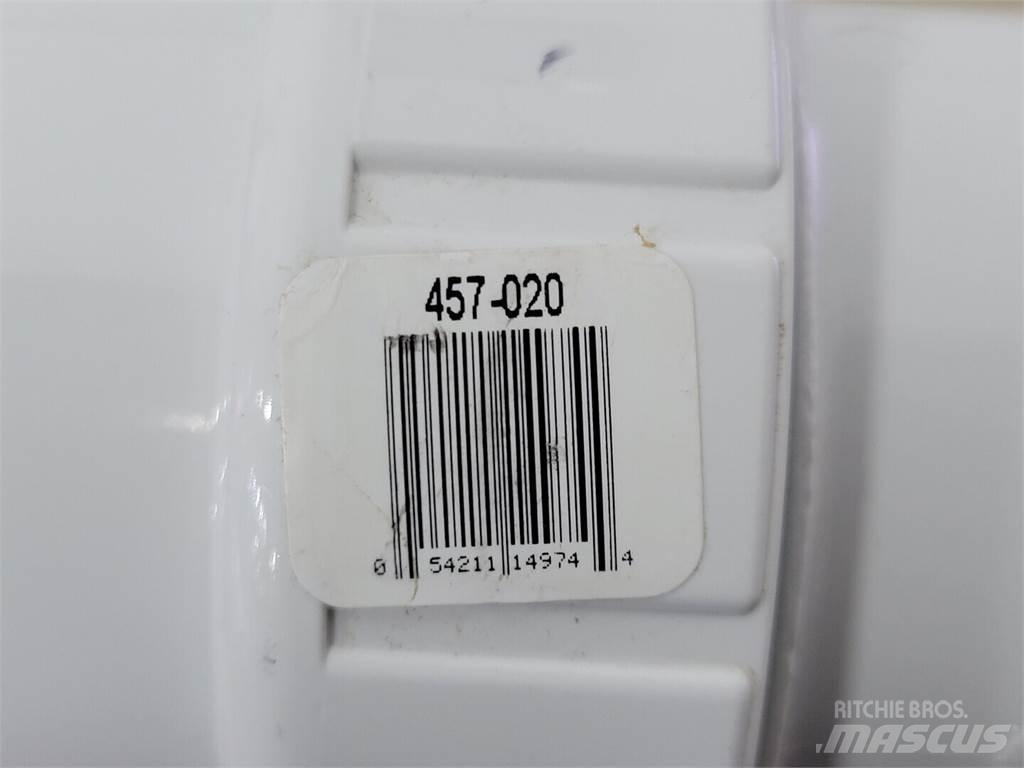 457-020
0 54211 14974 4
RITCHIE BROS.
MASCUS